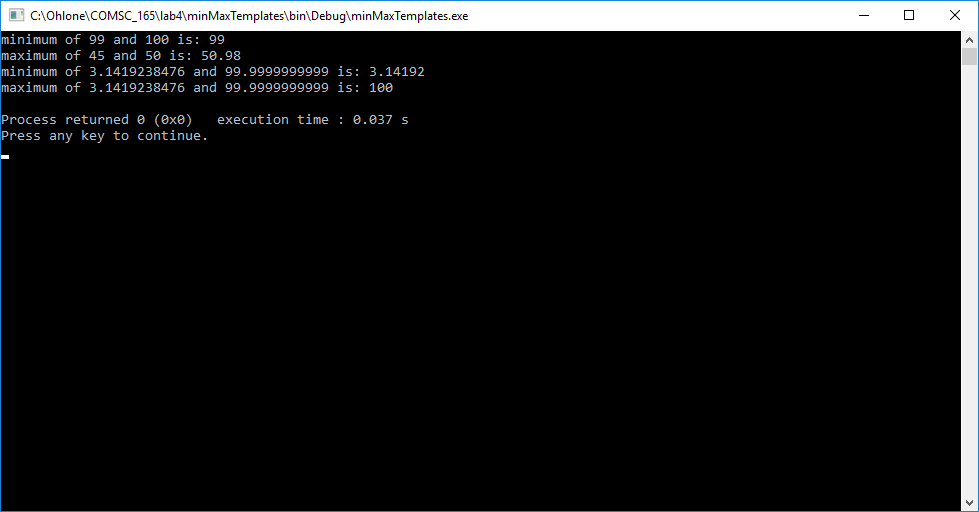 C:\Ohlone\COMSC_165\lab4\minMaxTemplates\bin\Debug\minMaxTemplates.exe
minimum of 99 and 100 is: 99
maximum of 45 and 50 is: 50.98
minimum of 3.1419238476 and 99.9999999999 is: 3.14192
maximum of 3.1419238476 and 99.9999999999 is: 100
Process returned 0 (0x0)   execution time : 0.037 s
Press any key to continue.